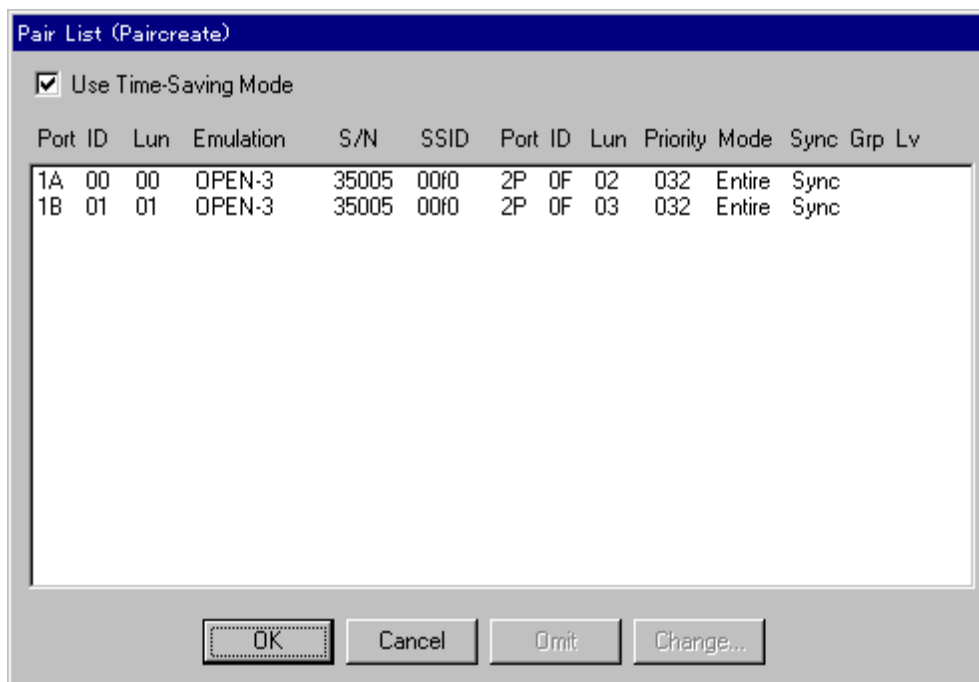 Pair List (Paircreate)
Use Time-Saving Mode
Port ID Lun Emulation S/N SSID Port ID Lun Priority Mode Sync Grp Lv
1A 00 00 OPEN-3 35005 00f0 2P 0F 02 032 Entire Sync
1B 01 01 OPEN-3 35005 00f0 2P 0F 03 032 Entire Sync
OK Cancel Omit Change...